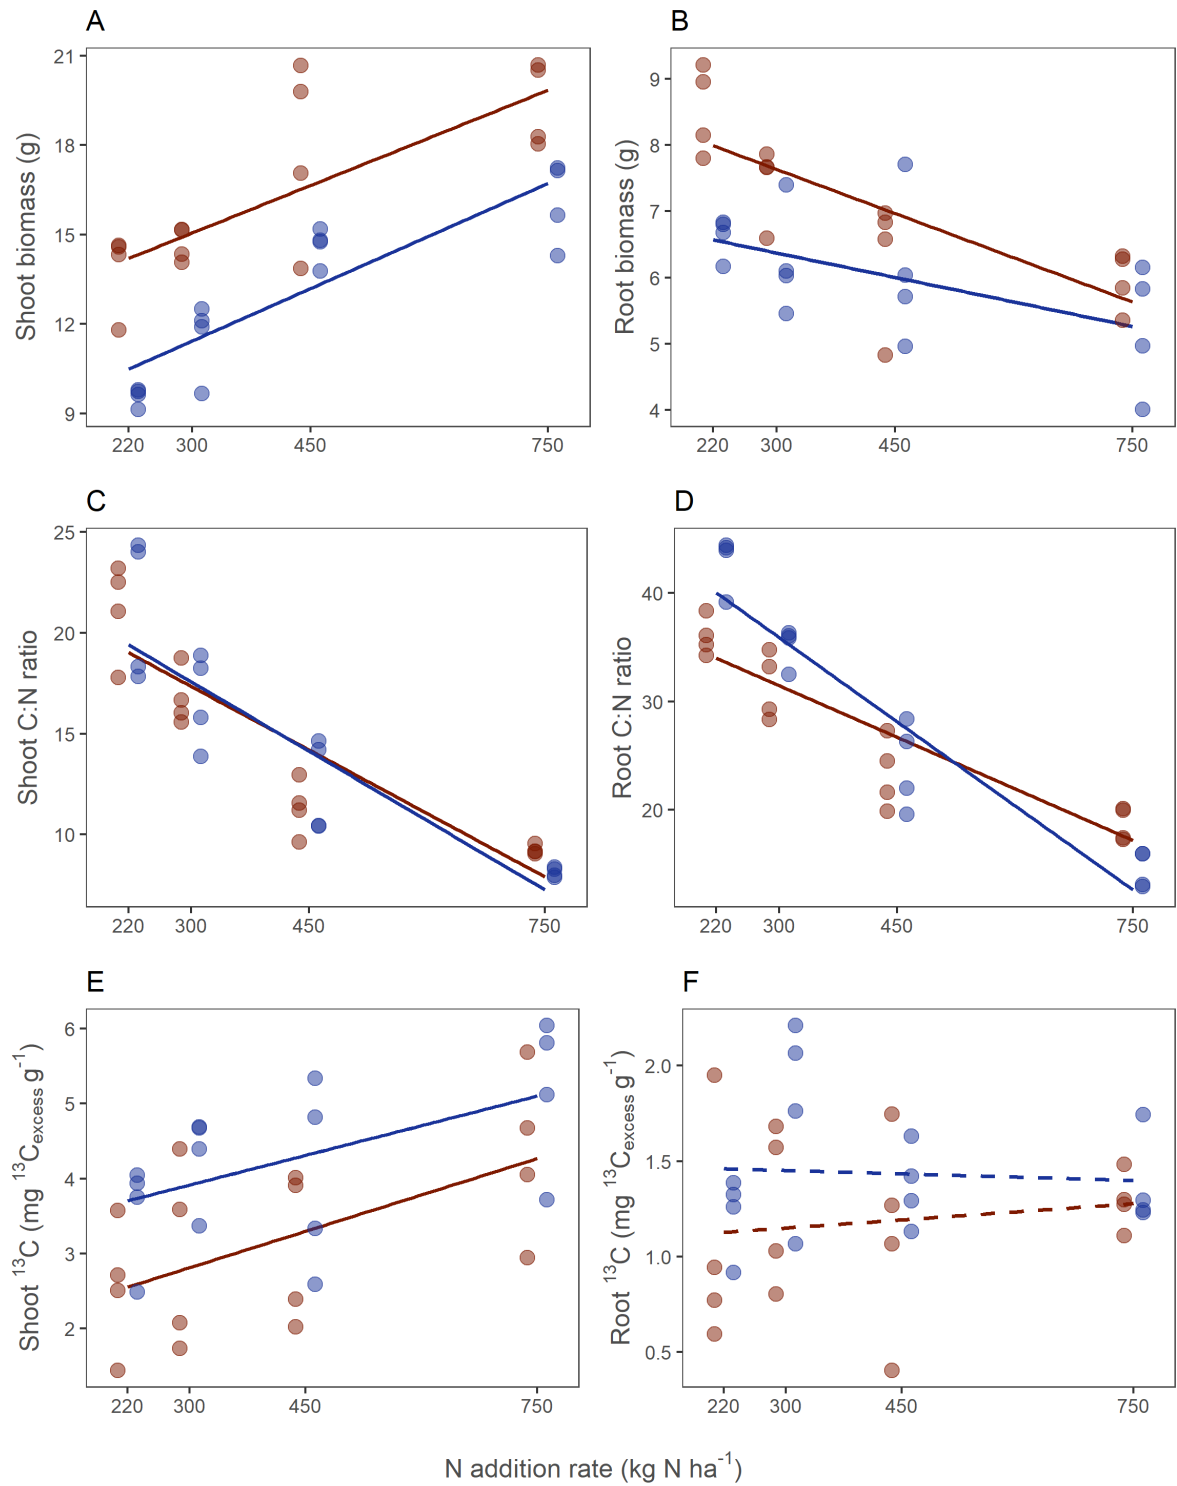 A
Shoot biomass (g)
21
18
15
12
9
220 300 450 750
B
Root biomass (g)
9
8
7
6
5
4
220 300 450 750
C
Shoot C:N ratio
25
20
15
10
220 300 450 750
D
Root C:N ratio
40
30
20
220 300 450 750
E
Shoot ¹³C (mg ¹³Cexcess g⁻¹)
6
5
4
3
2
220 300 450 750
F
Root ¹³C (mg ¹³Cexcess g⁻¹)
2.0
1.5
1.0
0.5
220 300 450 750
N addition rate (kg N ha⁻¹)